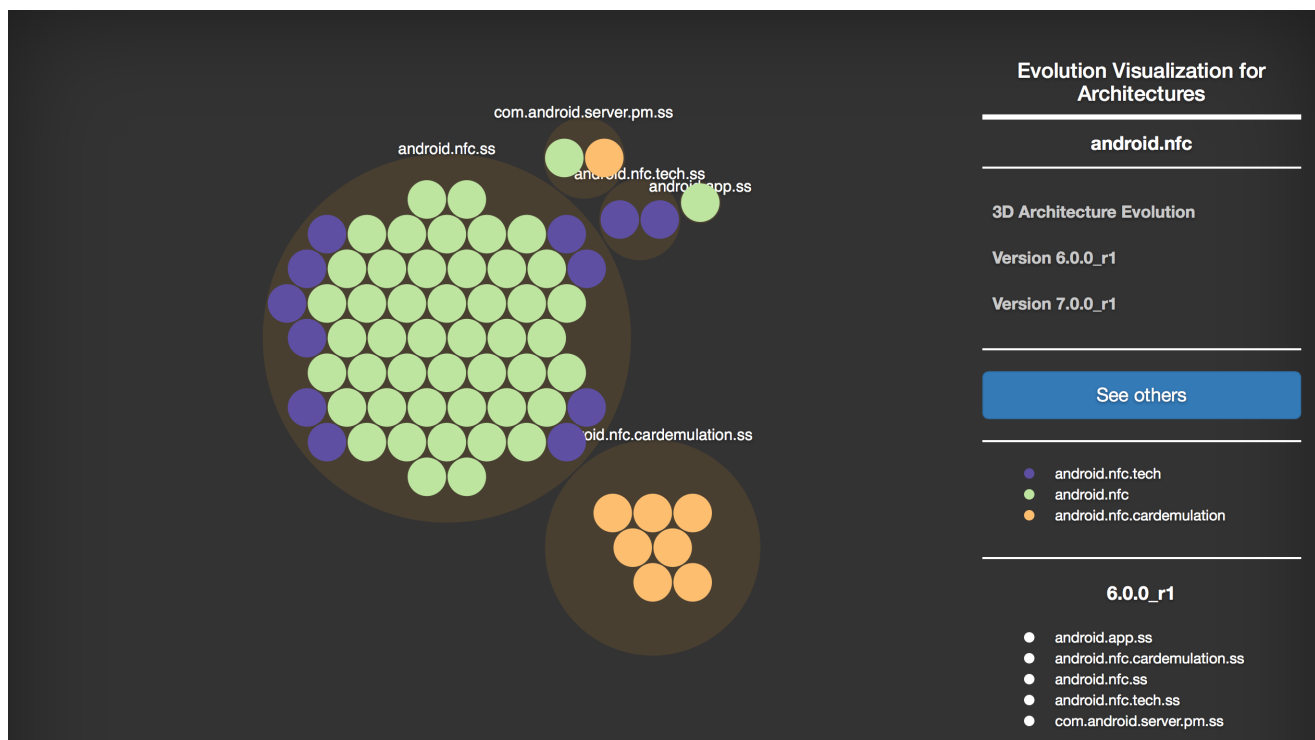 com.android.server.pm.ss
android.nfc.ss
android.nfc.tech.ss
android.app.ss
oid.nfc.cardemulation.ss
Evolution Visualization for
Architectures
android.nfc
3D Architecture Evolution
Version 6.0.0_r1
Version 7.0.0_r1
See others
android.nfc.tech
android.nfc
android.nfc.cardemulation
6.0.0_r1
android.app.ss
android.nfc.cardemulation.ss
android.nfc.ss
android.nfc.tech.ss
com.android.server.pm.ss